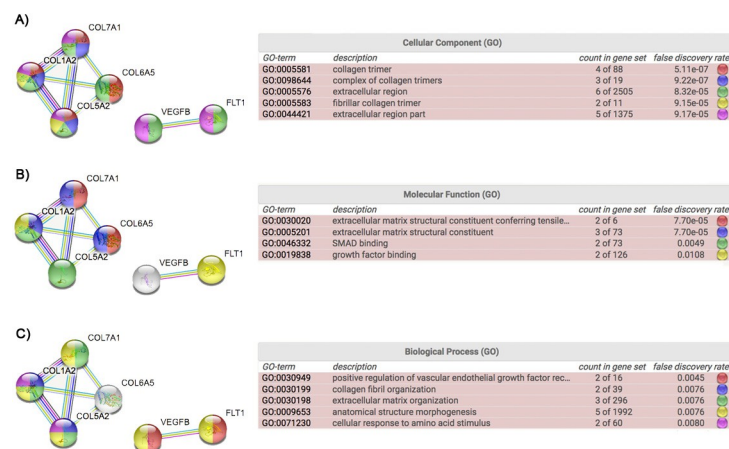 A)
COL7A1
COL1A2
COL6A5
COL5A2
VEGFB
FLT1
Cellular Component (GO)
GO-term description count in gene set false discovery rate
GO:0005581 collagen trimer 4 of 88 5.11e-07
GO:0098644 complex of collagen trimers 3 of 19 9.22e-07
GO:0005576 extracellular region 6 of 2505 8.32e-05
GO:0005583 fibrillar collagen trimer 2 of 11 9.15e-05
GO:0044421 extracellular region part 5 of 1375 9.17e-05
B)
COL7A1
COL1A2
COL6A5
COL5A2
VEGFB
FLT1
Molecular Function (GO)
GO-term description count in gene set false discovery rate
GO:0030020 extracellular matrix structural constituent conferring tensile... 2 of 6 7.70e-05
GO:0005201 extracellular matrix structural constituent 3 of 73 7.70e-05
GO:0046332 SMAD binding 2 of 73 0.0049
GO:0019838 growth factor binding 2 of 126 0.0108
C)
COL7A1
COL1A2
COL6A5
COL5A2
VEGFB
FLT1
Biological Process (GO)
GO-term description count in gene set false discovery rate
GO:0030949 positive regulation of vascular endothelial growth factor rec... 2 of 16 0.0045
GO:0030199 collagen fibril organization 2 of 39 0.0076
GO:0030198 extracellular matrix organization 3 of 296 0.0076
GO:0009653 anatomical structure morphogenesis 5 of 1992 0.0076
GO:0071230 cellular response to amino acid stimulus 2 of 60 0.0080